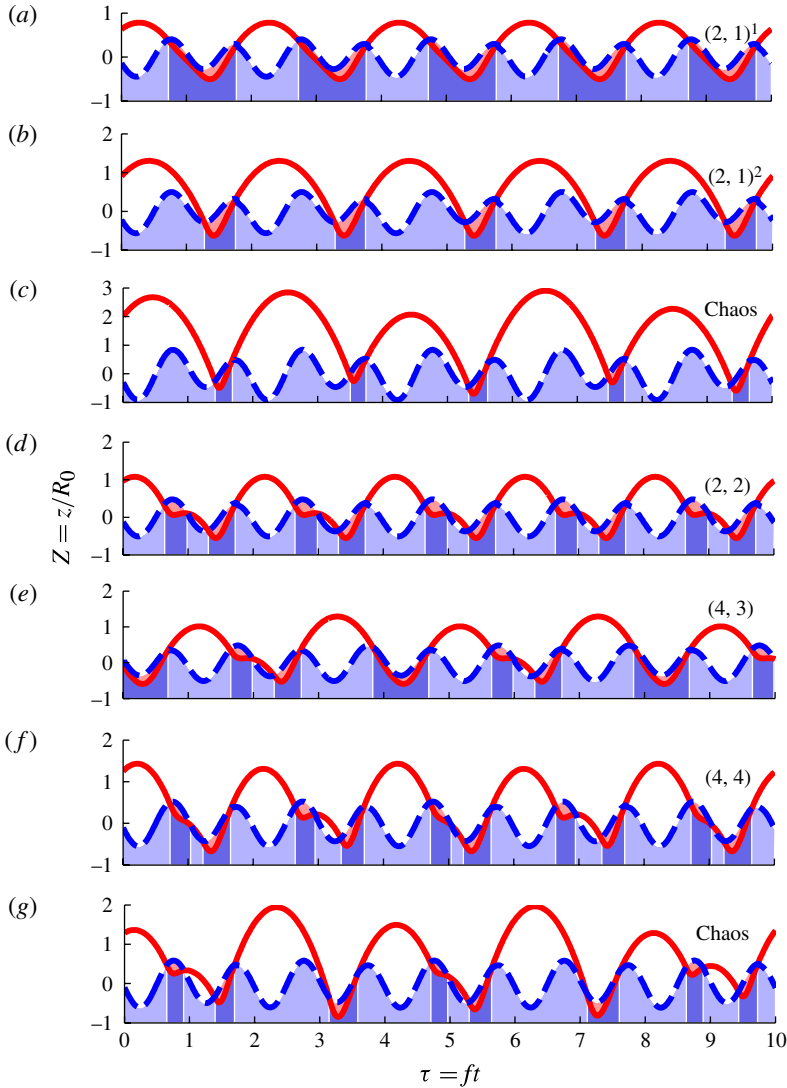 (a)
1
0
–1
(2, 1)¹
(b)
2
1
0
–1
(2, 1)²
(c)
3
2
1
0
–1
Chaos
(d)
2
1
0
–1
(2, 2)
Z = z/R₀
(e)
2
1
0
–1
(4, 3)
(f)
2
1
0
–1
(4, 4)
(g)
2
1
0
–1
Chaos
0 1 2 3 4 5 6 7 8 9 10
τ = ft